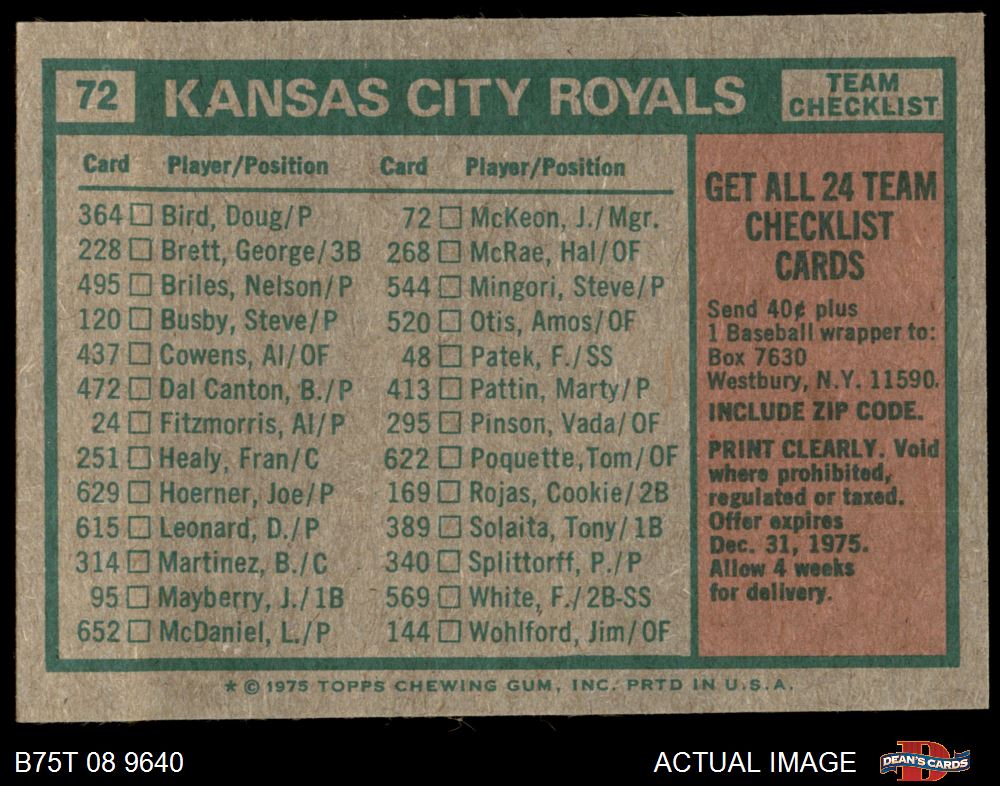 72 KANSAS CITY ROYALS TEAM CHECKLIST
Card Player/Position Card Player/Position
364 □ Bird, Doug/P
228 □ Brett, George/3B
495 □ Briles, Nelson/P
120 □ Busby, Steve/P
437 □ Cowens, Al/OF
472 □ Dal Canton, B./P
24 □ Fitzmorris, Al/P
251 □ Healy, Fran/C
629 □ Hoerner, Joe/P
615 □ Leonard, D./P
314 □ Martinez, B./C
95 □ Mayberry, J./1B
652 □ McDaniel, L./P
72 □ McKeon, J./Mgr.
268 □ McRae, Hal/OF
544 □ Mingori, Steve/P
520 □ Otis, Amos/OF
48 □ Patek, F./SS
413 □ Pattin, Marty/P
295 □ Pinson, Vada/OF
622 □ Poquette, Tom/OF
169 □ Rojas, Cookie/2B
389 □ Solaita, Tony/1B
340 □ Splittorff, P./P
569 □ White, F./2B-SS
144 □ Wohlford, Jim/OF
GET ALL 24 TEAM
CHECKLIST
CARDS
Send 40¢ plus
1 Baseball wrapper to:
Box 7630
Westbury, N.Y. 11590.
INCLUDE ZIP CODE.
PRINT CLEARLY. Void
where prohibited,
regulated or taxed.
Offer expires
Dec. 31, 1975.
Allow 4 weeks
for delivery.
★ © 1975 TOPPS CHEWING GUM, INC. PRTD IN U.S.A.
B75T 08 9640 ACTUAL IMAGE D DEAN'S CARDS